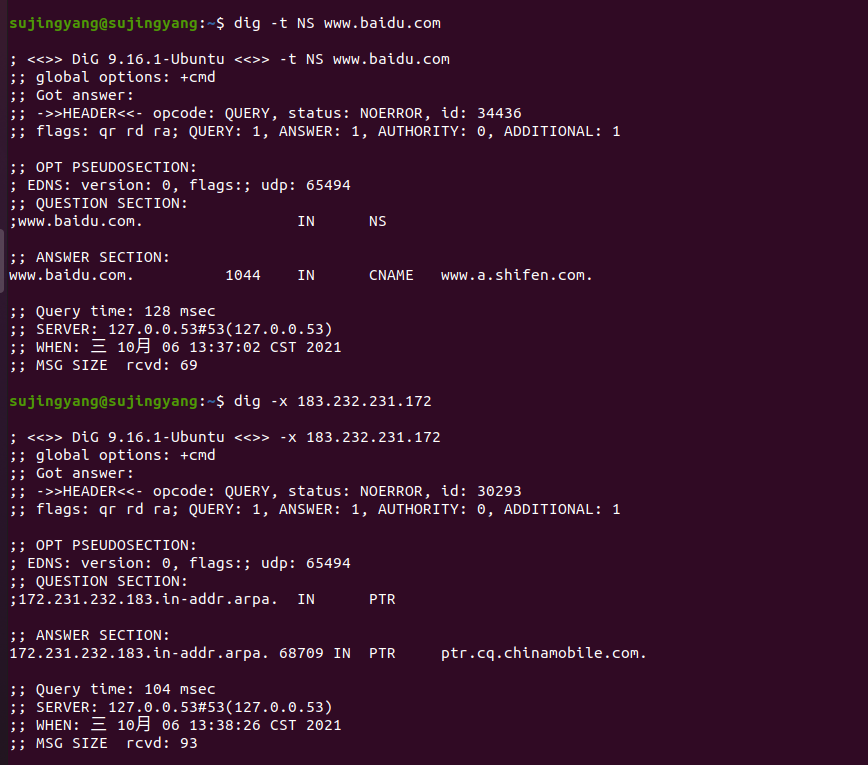 sujingyang@sujingyang:~$ dig -t NS www.baidu.com
; <<>> DiG 9.16.1-Ubuntu <<>> -t NS www.baidu.com
;; global options: +cmd
;; Got answer:
;; ->>HEADER<<- opcode: QUERY, status: NOERROR, id: 34436
;; flags: qr rd ra; QUERY: 1, ANSWER: 1, AUTHORITY: 0, ADDITIONAL: 1
;; OPT PSEUDOSECTION:
; EDNS: version: 0, flags:; udp: 65494
;; QUESTION SECTION:
;www.baidu.com. IN NS
;; ANSWER SECTION:
www.baidu.com. 1044 IN CNAME www.a.shifen.com.
;; Query time: 128 msec
;; SERVER: 127.0.0.53#53(127.0.0.53)
;; WHEN: 三 10月 06 13:37:02 CST 2021
;; MSG SIZE rcvd: 69
sujingyang@sujingyang:~$ dig -x 183.232.231.172
; <<>> DiG 9.16.1-Ubuntu <<>> -x 183.232.231.172
;; global options: +cmd
;; Got answer:
;; ->>HEADER<<- opcode: QUERY, status: NOERROR, id: 30293
;; flags: qr rd ra; QUERY: 1, ANSWER: 1, AUTHORITY: 0, ADDITIONAL: 1
;; OPT PSEUDOSECTION:
; EDNS: version: 0, flags:; udp: 65494
;; QUESTION SECTION:
;172.231.232.183.in-addr.arpa. IN PTR
;; ANSWER SECTION:
172.231.232.183.in-addr.arpa. 68709 IN PTR ptr.cq.chinamobile.com.
;; Query time: 104 msec
;; SERVER: 127.0.0.53#53(127.0.0.53)
;; WHEN: 三 10月 06 13:38:26 CST 2021
;; MSG SIZE rcvd: 93